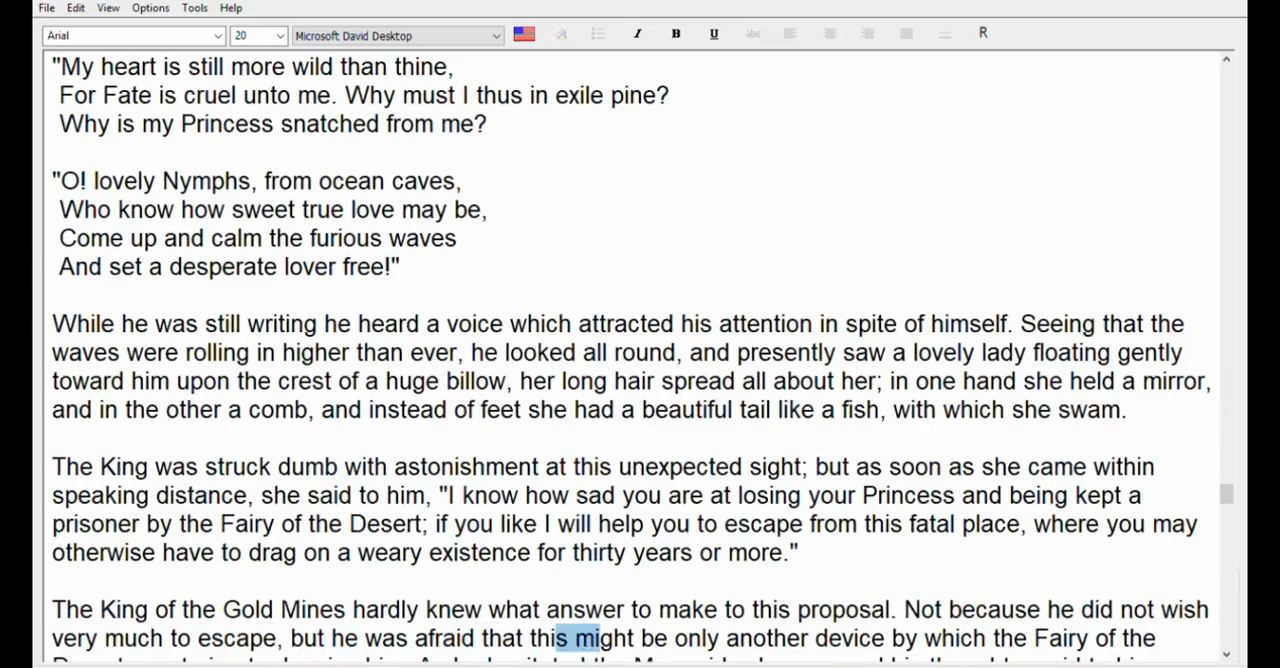 File Edit View Options Tools Help
Arial 20 Microsoft David Desktop I B U abc R
"My heart is still more wild than thine,
For Fate is cruel unto me. Why must I thus in exile pine?
Why is my Princess snatched from me?
"O! lovely Nymphs, from ocean caves,
Who know how sweet true love may be,
Come up and calm the furious waves
And set a desperate lover free!"
While he was still writing he heard a voice which attracted his attention in spite of himself. Seeing that the
waves were rolling in higher than ever, he looked all round, and presently saw a lovely lady floating gently
toward him upon the crest of a huge billow, her long hair spread all about her; in one hand she held a mirror,
and in the other a comb, and instead of feet she had a beautiful tail like a fish, with which she swam.
The King was struck dumb with astonishment at this unexpected sight; but as soon as she came within
speaking distance, she said to him, "I know how sad you are at losing your Princess and being kept a
prisoner by the Fairy of the Desert; if you like I will help you to escape from this fatal place, where you may
otherwise have to drag on a weary existence for thirty years or more."
The King of the Gold Mines hardly knew what answer to make to this proposal. Not because he did not wish
very much to escape, but he was afraid that this might be only another device by which the Fairy of the